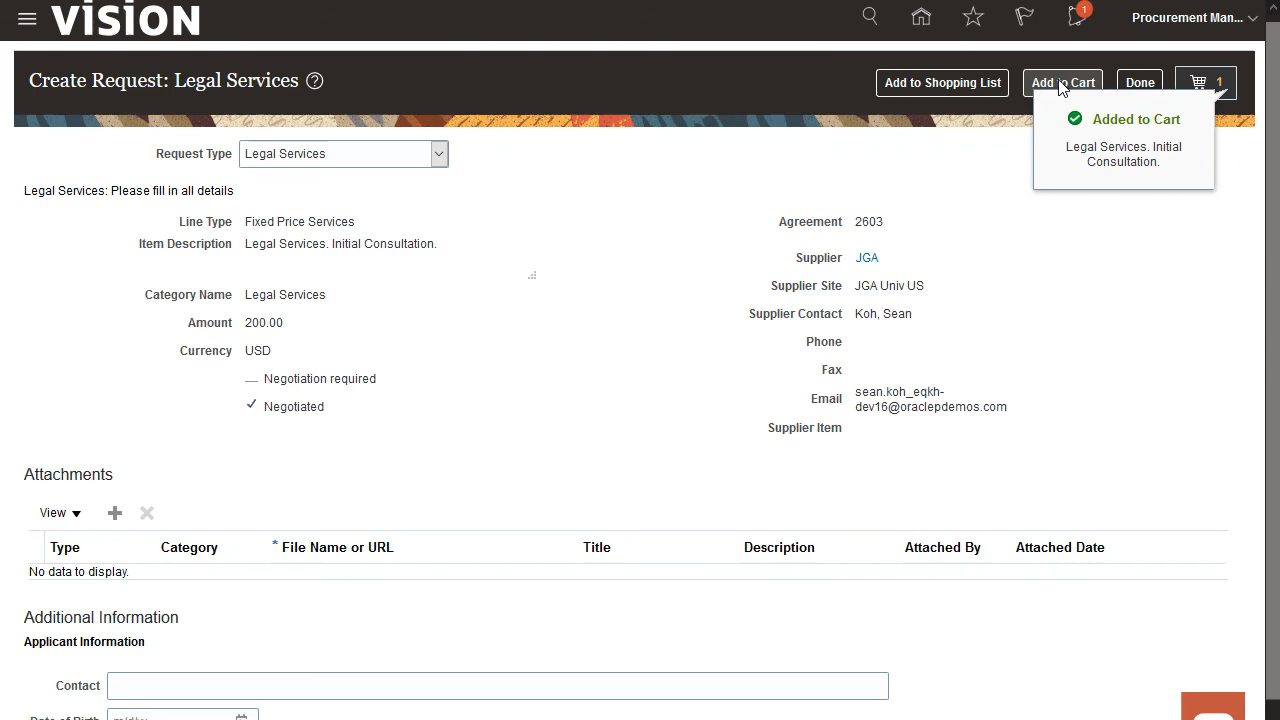 VISION
1
Procurement Man...
Create Request: Legal Services
Add to Shopping List
Add to Cart
Done
1
Added to Cart
Legal Services. Initial
Consultation.
Request Type
Legal Services
Legal Services: Please fill in all details
Line Type Fixed Price Services
Item Description Legal Services. Initial Consultation.
Category Name Legal Services
Amount 200.00
Currency USD
Negotiation required
Negotiated
Agreement 2603
Supplier JGA
Supplier Site JGA Univ US
Supplier Contact Koh, Sean
Phone
Fax
Email sean.koh_eqkh-
dev16@oraclepdemos.com
Supplier Item
Attachments
View
Type Category * File Name or URL Title Description Attached By Attached Date
No data to display.
Additional Information
Applicant Information
Contact
Date of Birth